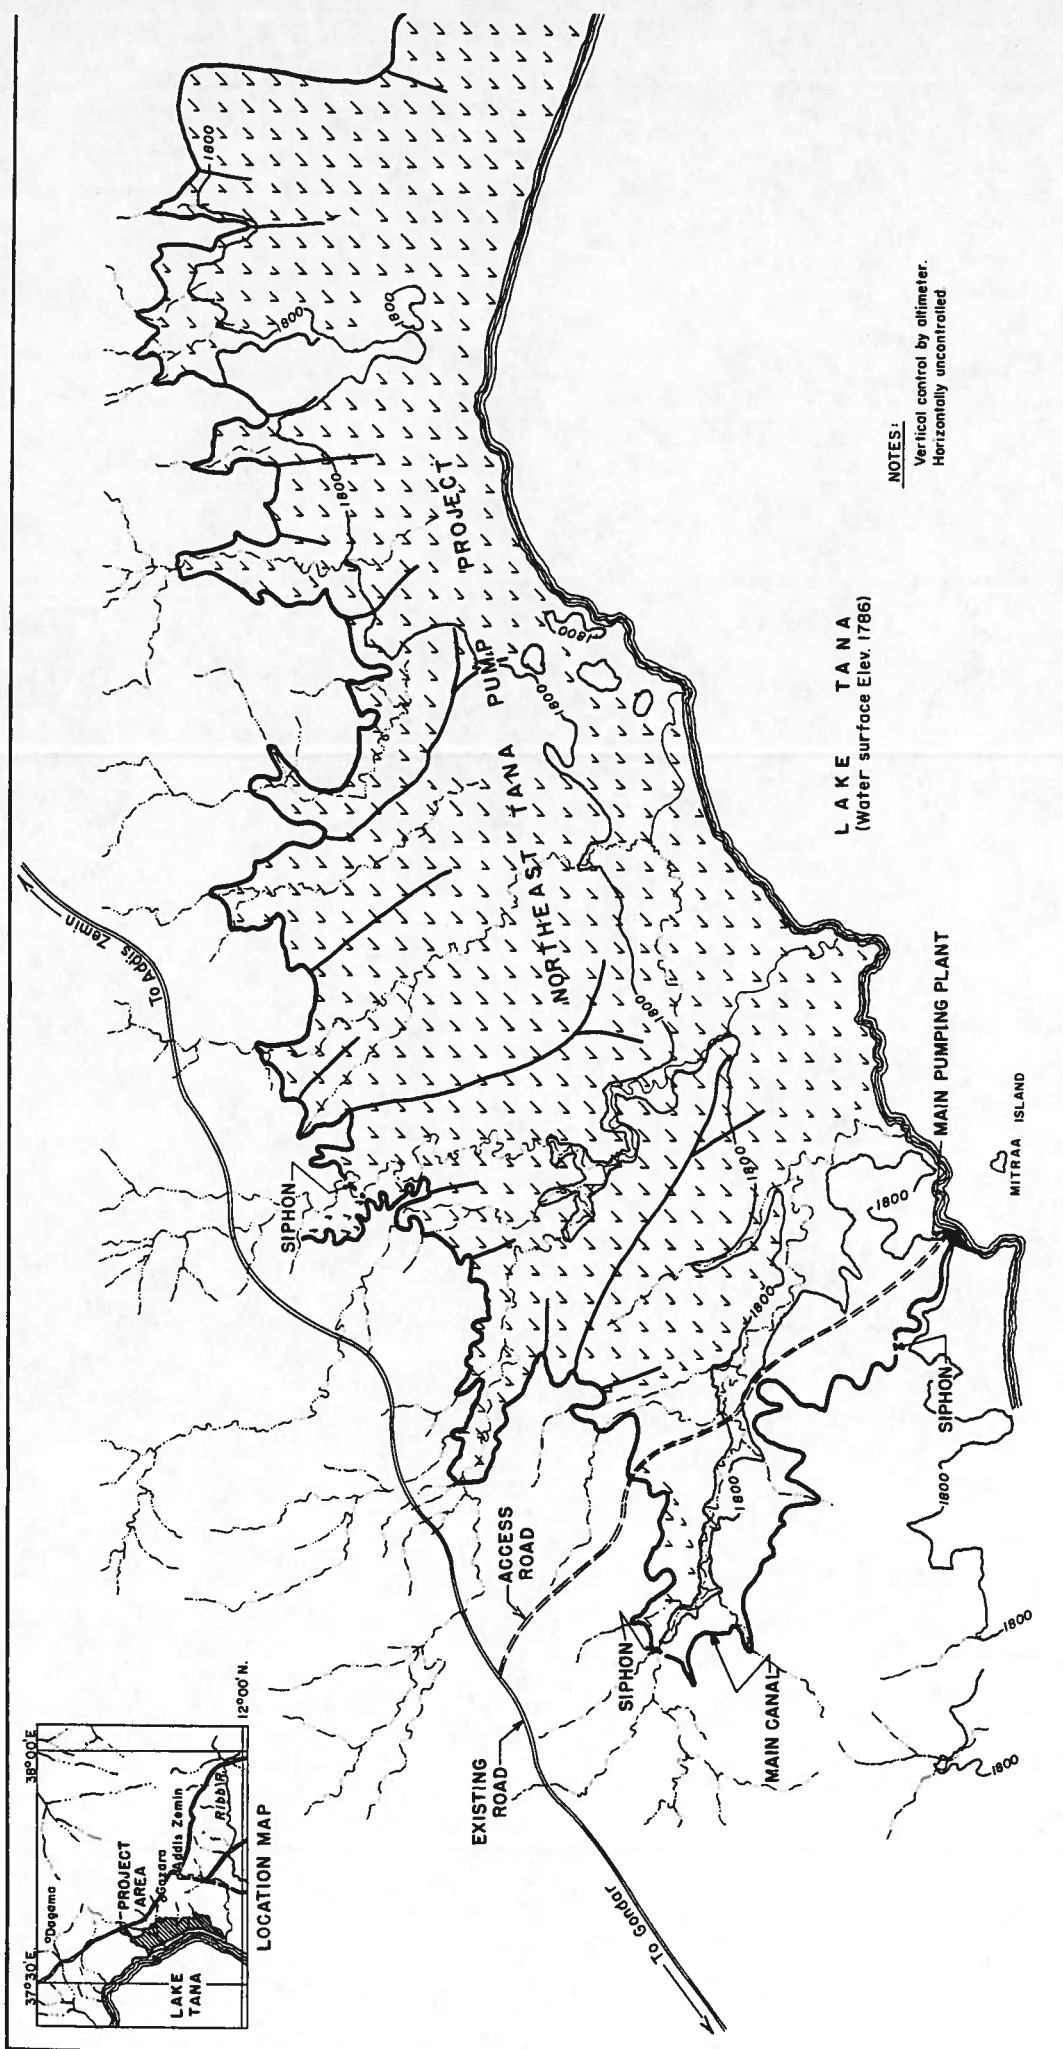 37°30'E
38°00'E
12°00'N.
Dagama
PROJECT
AREA
Gazara
Addis Zemin
Ribb R.
LAKE
TANA
LOCATION MAP
To Addis Zemin
To Gondar
EXISTING
ROAD
ACCESS
ROAD
SIPHON
SIPHON
SIPHON
MAIN CANAL
MAIN PUMPING PLANT
MITRAA ISLAND
NORTHEAST TANA
PUMP
PROJECT
1800
1800
1800
1800
1800
1800
1800
1800
1800
1800
1800
1800
1800
1800
LAKE TANA
(Water surface Elev. 1786)
NOTES:
Vertical control by altimeter.
Horizontally uncontrolled